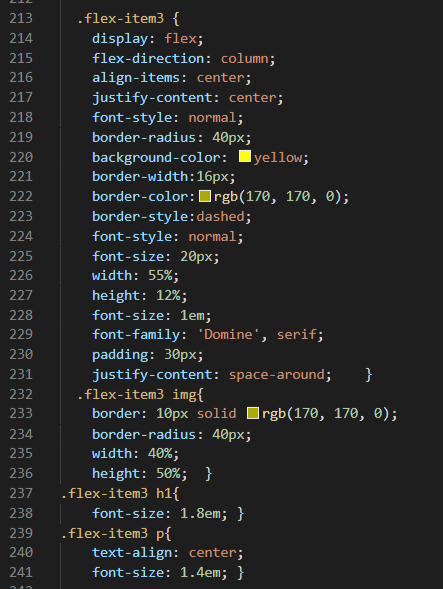 213 .flex-item3 {
214 display: flex;
215 flex-direction: column;
216 align-items: center;
217 justify-content: center;
218 font-style: normal;
219 border-radius: 40px;
220 background-color: yellow;
221 border-width:16px;
222 border-color: rgb(170, 170, 0);
223 border-style:dashed;
224 font-style: normal;
225 font-size: 20px;
226 width: 55%;
227 height: 12%;
228 font-size: 1em;
229 font-family: 'Domine', serif;
230 padding: 30px;
231 justify-content: space-around; }
232 .flex-item3 img{
233 border: 10px solid rgb(170, 170, 0);
234 border-radius: 40px;
235 width: 40%;
236 height: 50%; }
237 .flex-item3 h1{
238 font-size: 1.8em; }
239 .flex-item3 p{
240 text-align: center;
241 font-size: 1.4em; }